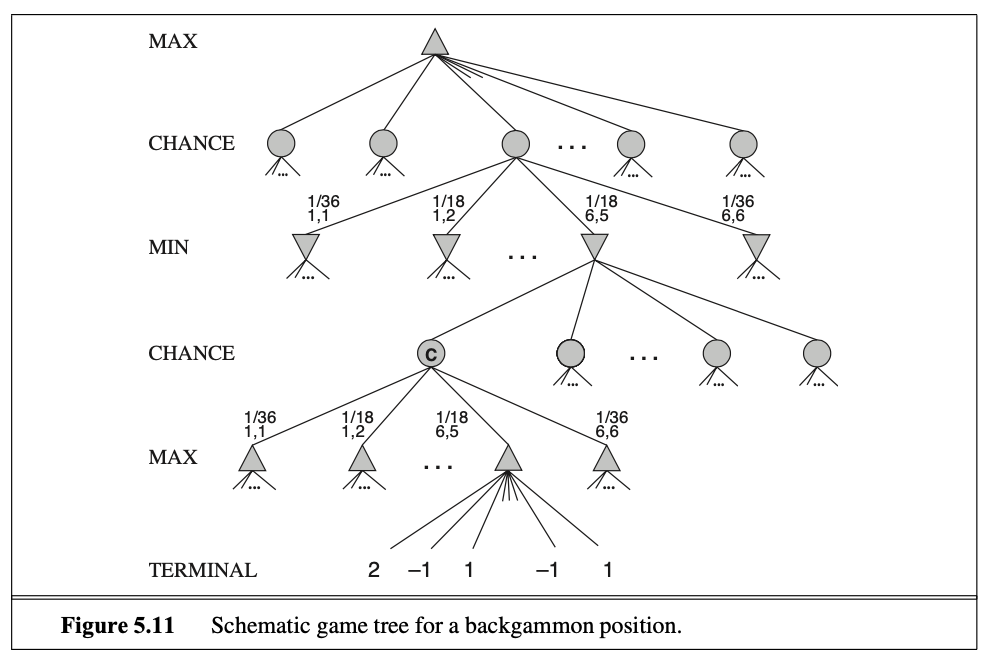 MAX
CHANCE
...
... ... ... ... 
1/36 1/18 1/18 1/36
1,1 1,2 6,5 6,6
MIN
...
... ... ...
CHANCE
C ...
... ... ...
1/36 1/18 1/18 1/36
1,1 1,2 6,5 6,6
MAX
...
... ... ...
TERMINAL 2 –1 1 –1 1
Figure 5.11 Schematic game tree for a backgammon position.